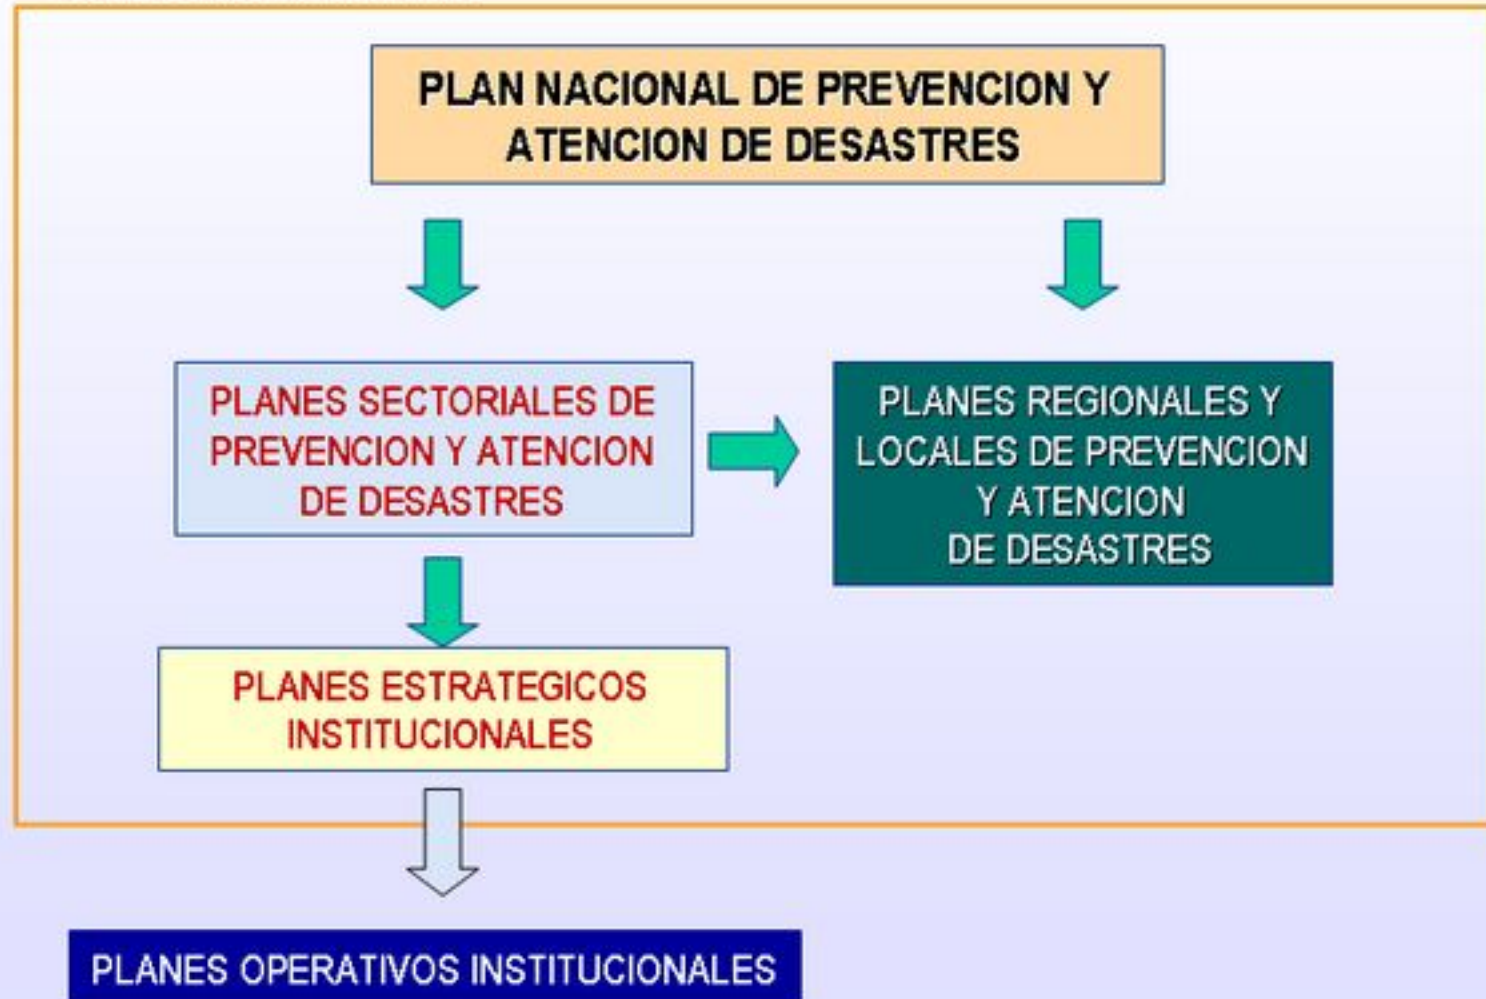 PLAN NACIONAL DE PREVENCION Y
ATENCION DE DESASTRES
PLANES SECTORIALES DE
PREVENCION Y ATENCION
DE DESASTRES
PLANES REGIONALES Y
LOCALES DE PREVENCION
Y ATENCION
DE DESASTRES
PLANES ESTRATEGICOS
INSTITUCIONALES
PLANES OPERATIVOS INSTITUCIONALES